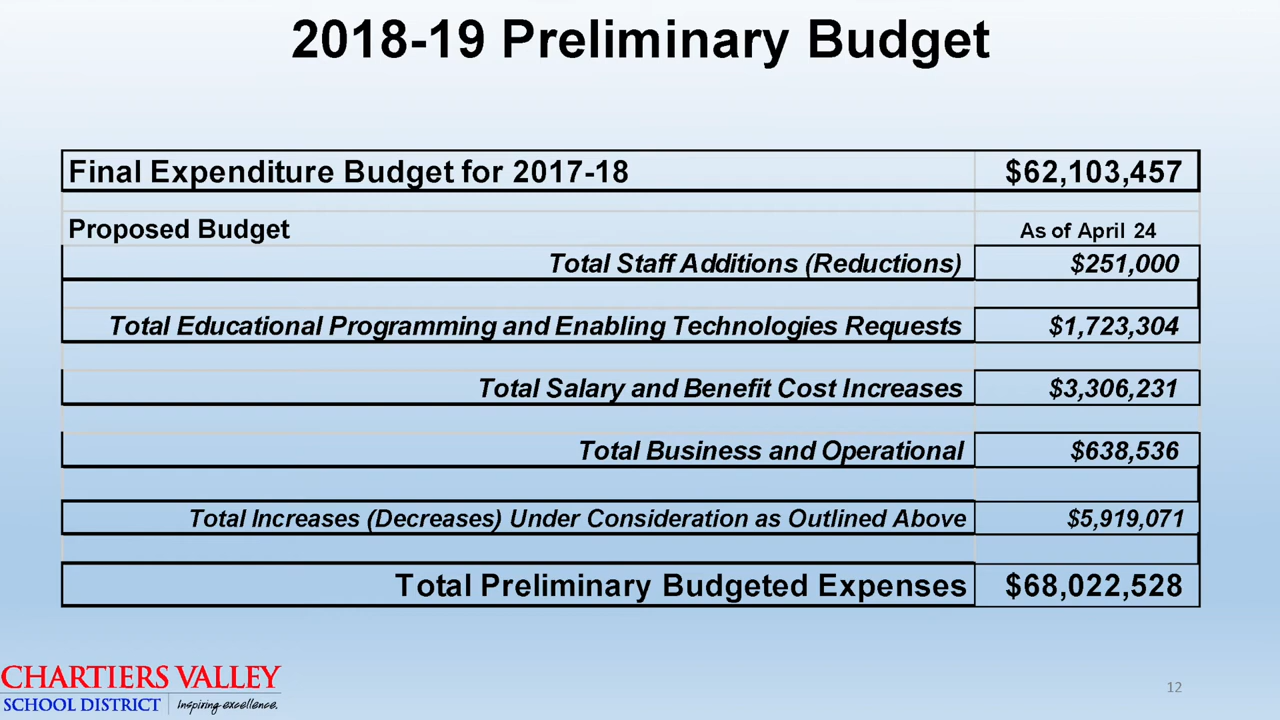 2018-19 Preliminary Budget
Final Expenditure Budget for 2017-18 $62,103,457
Proposed Budget As of April 24
Total Staff Additions (Reductions) $251,000
Total Educational Programming and Enabling Technologies Requests $1,723,304
Total Salary and Benefit Cost Increases $3,306,231
Total Business and Operational $638,536
Total Increases (Decreases) Under Consideration as Outlined Above $5,919,071
Total Preliminary Budgeted Expenses $68,022,528
CHARTIERS VALLEY
SCHOOL DISTRICT Inspiring excellence.
12